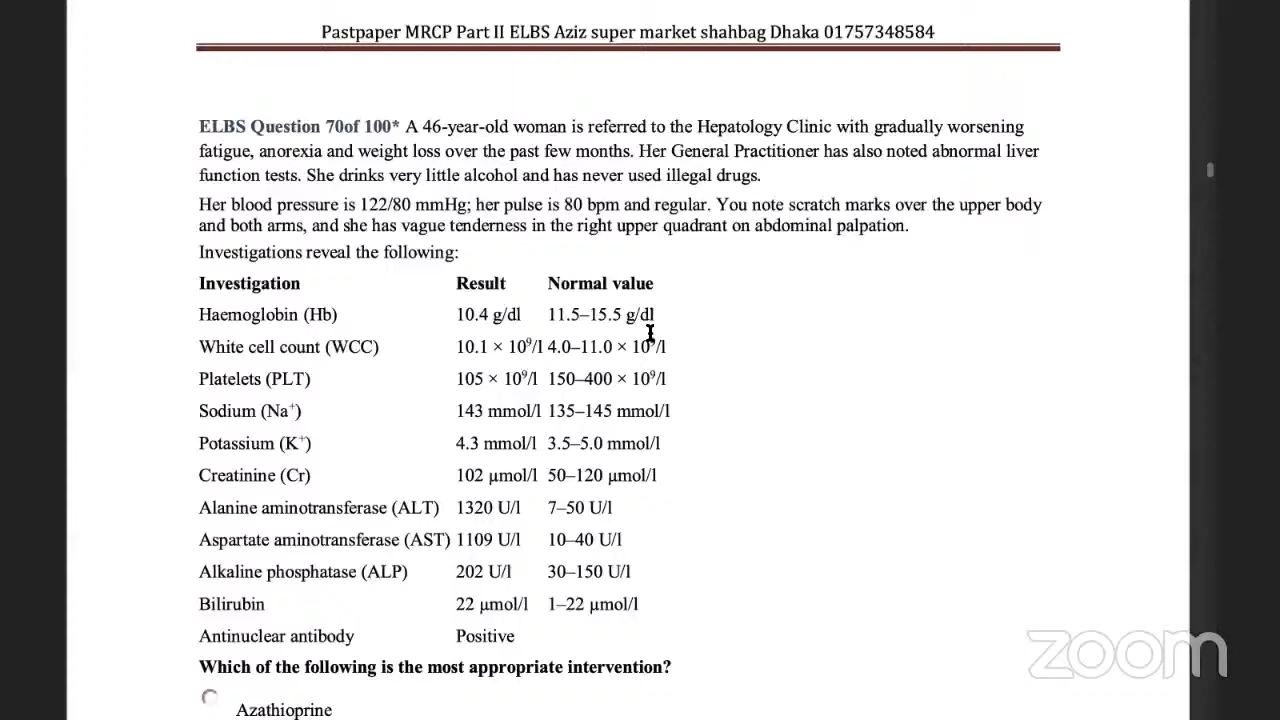 Pastpaper MRCP Part II ELBS Aziz super market shahbag Dhaka 01757348584
ELBS Question 70of 100* A 46-year-old woman is referred to the Hepatology Clinic with gradually worsening
fatigue, anorexia and weight loss over the past few months. Her General Practitioner has also noted abnormal liver
function tests. She drinks very little alcohol and has never used illegal drugs.
Her blood pressure is 122/80 mmHg; her pulse is 80 bpm and regular. You note scratch marks over the upper body
and both arms, and she has vague tenderness in the right upper quadrant on abdominal palpation.
Investigations reveal the following:
Investigation Result Normal value
Haemoglobin (Hb) 10.4 g/dl 11.5–15.5 g/dl
White cell count (WCC) 10.1 × 10⁹/l 4.0–11.0 × 10⁹/l
Platelets (PLT) 105 × 10⁹/l 150–400 × 10⁹/l
Sodium (Na⁺) 143 mmol/l 135–145 mmol/l
Potassium (K⁺) 4.3 mmol/l 3.5–5.0 mmol/l
Creatinine (Cr) 102 µmol/l 50–120 µmol/l
Alanine aminotransferase (ALT) 1320 U/l 7–50 U/l
Aspartate aminotransferase (AST) 1109 U/l 10–40 U/l
Alkaline phosphatase (ALP) 202 U/l 30–150 U/l
Bilirubin 22 µmol/l 1–22 µmol/l
Antinuclear antibody Positive
Which of the following is the most appropriate intervention?
Azathioprine
zoom